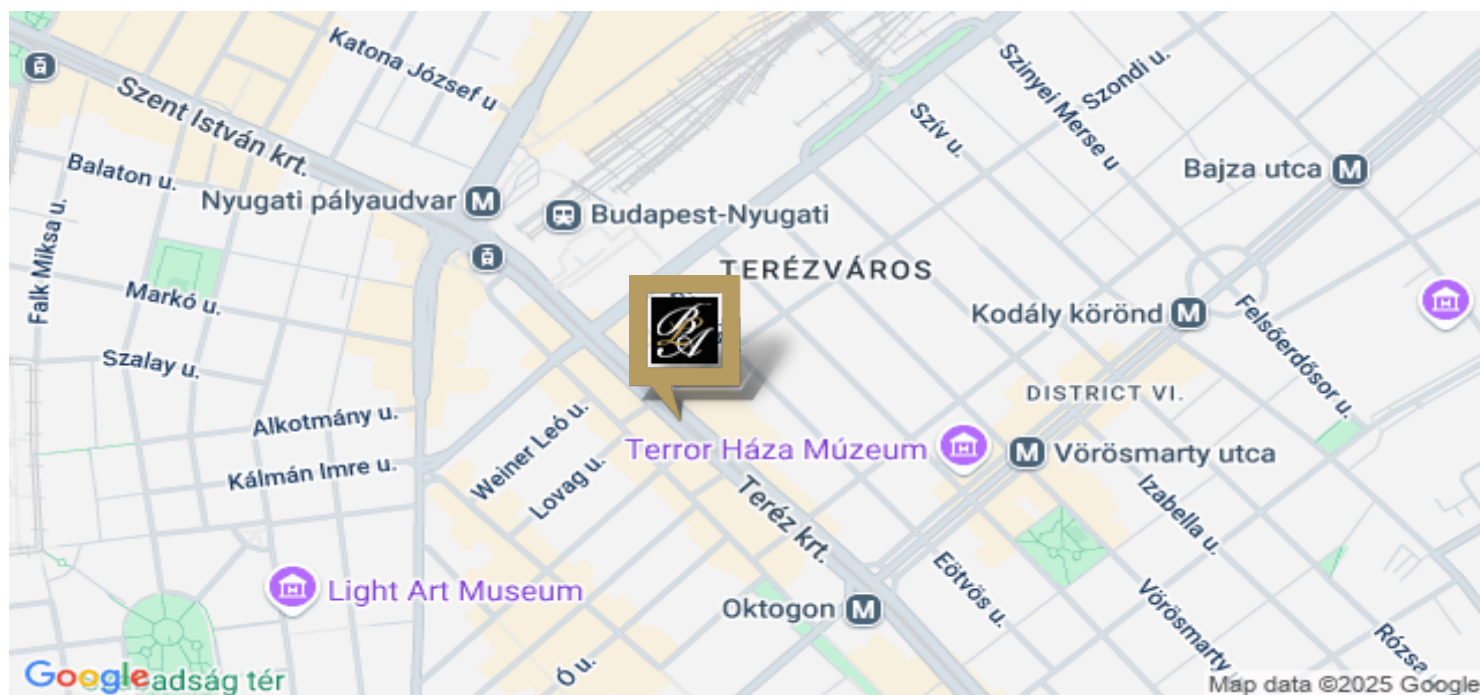 Katona József u
Szinyei Merse u
Szondi u.
Szent István krt.
Szív u.
Balaton u.
Bajza utca M
Nyugati pályaudvar M
Budapest-Nyugati
Falk Miksa u.
TERÉZVÁROS
Markó u.
Kodály körönd M
Felsőerdősor u.
BA
Szalay u.
DISTRICT VI.
Alkotmány u.
Weiner Leó u.
Terror Háza Múzeum
M Vörösmarty utca
Kálmán Imre u.
Lovag u.
Teréz krt.
Izabella u.
Light Art Museum
Eötvös u.
Oktogon M
Vörösmarty
Rózsa
Ó u.
Google
adság tér
Map data ©2025 Google